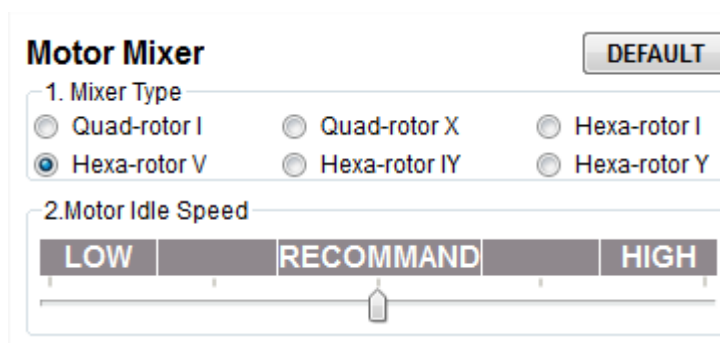 Motor Mixer DEFAULT
1. Mixer Type
Quad-rotor I Quad-rotor X Hexa-rotor I
Hexa-rotor V Hexa-rotor IY Hexa-rotor Y
2.Motor Idle Speed
LOW RECOMMAND HIGH